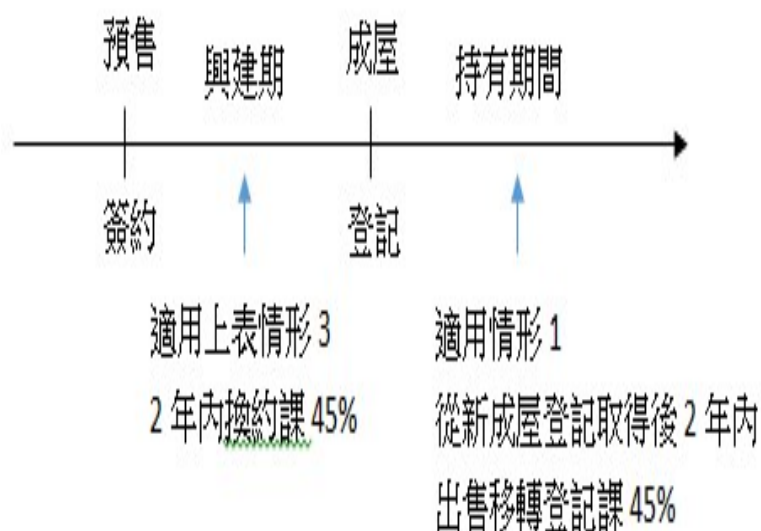 預售
興建期
成屋
持有期間
簽約
登記
適用上表情形 3
2 年內換約課 45%
適用情形 1
從新成屋登記取得後 2 年內
出售移轉登記課 45%